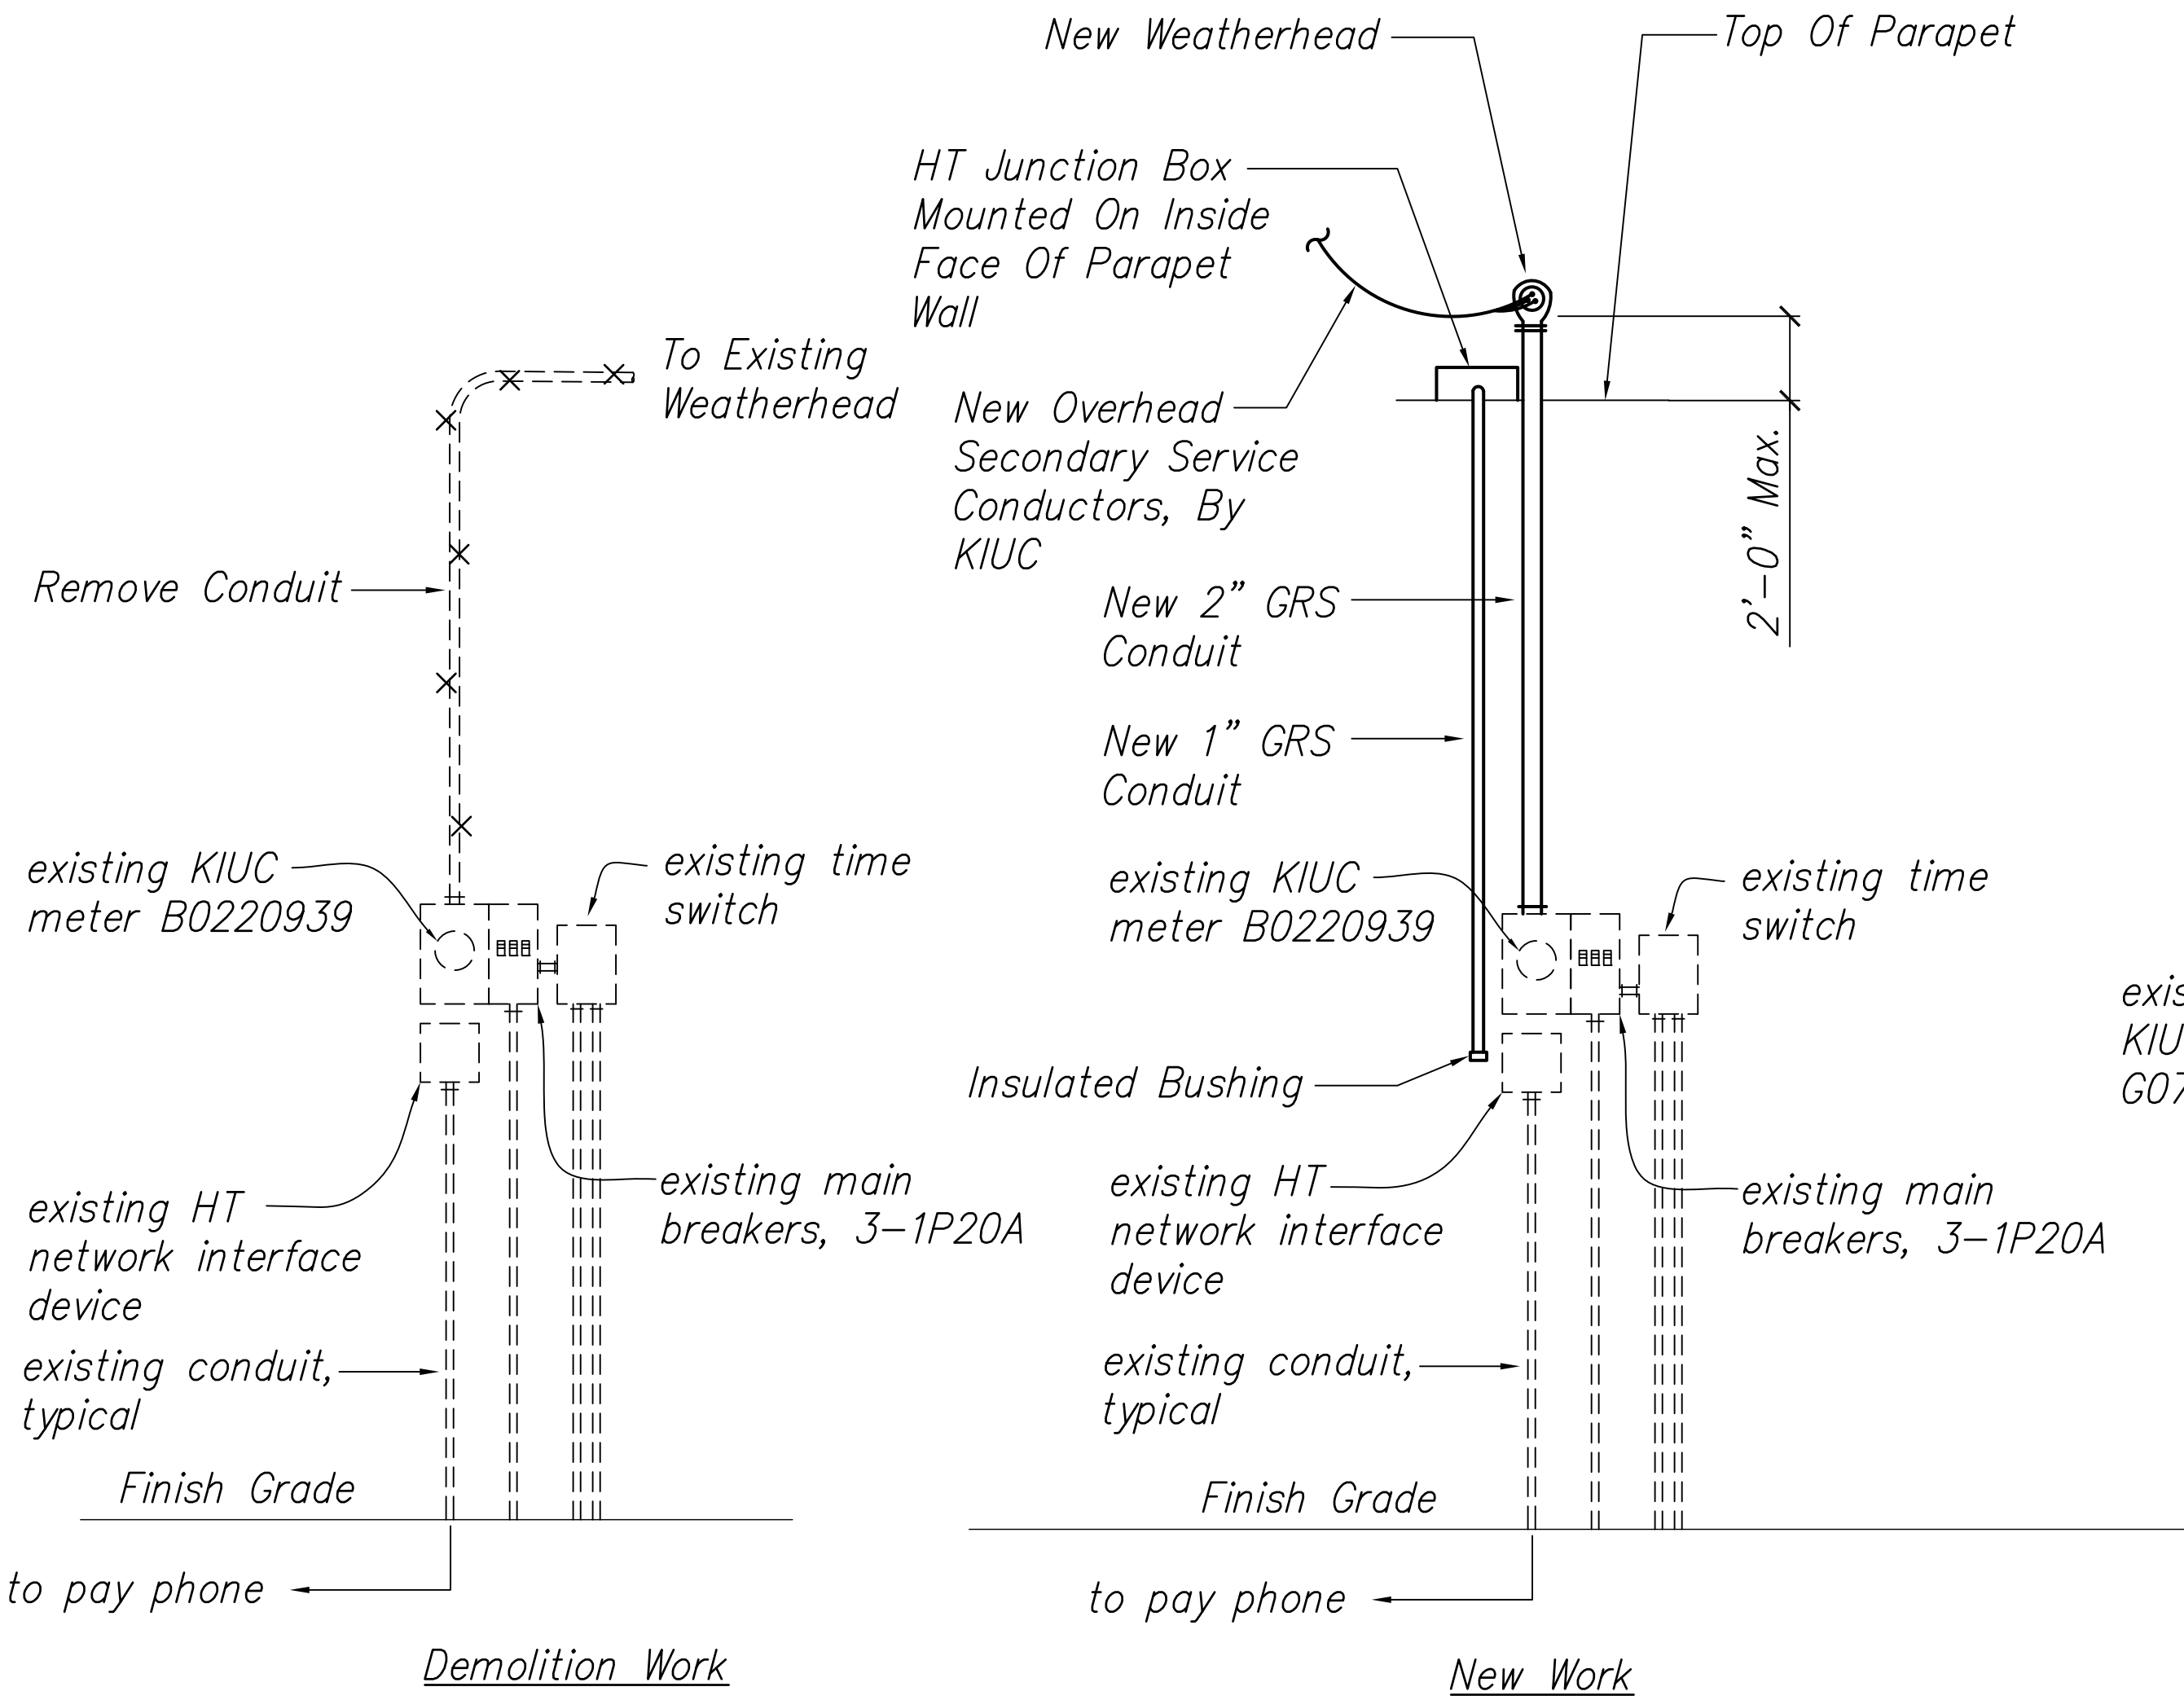 To Existing
Weatherhead
Remove Conduit
existing KIUC
meter B0220939
existing time
switch
existing HT
network interface
device
existing main
breakers, 3-1P20A
existing conduit,
typical
Finish Grade
to pay phone
Demolition Work
New Weatherhead
Top Of Parapet
HT Junction Box
Mounted On Inside
Face Of Parapet
Wall
New Overhead
Secondary Service
Conductors, By
KIUC
2'-0" Max.
New 2" GRS
Conduit
New 1" GRS
Conduit
existing KIUC
meter B0220939
existing time
switch
Insulated Bushing
existing HT
network interface
device
existing main
breakers, 3-1P20A
existing conduit,
typical
Finish Grade
to pay phone
New Work